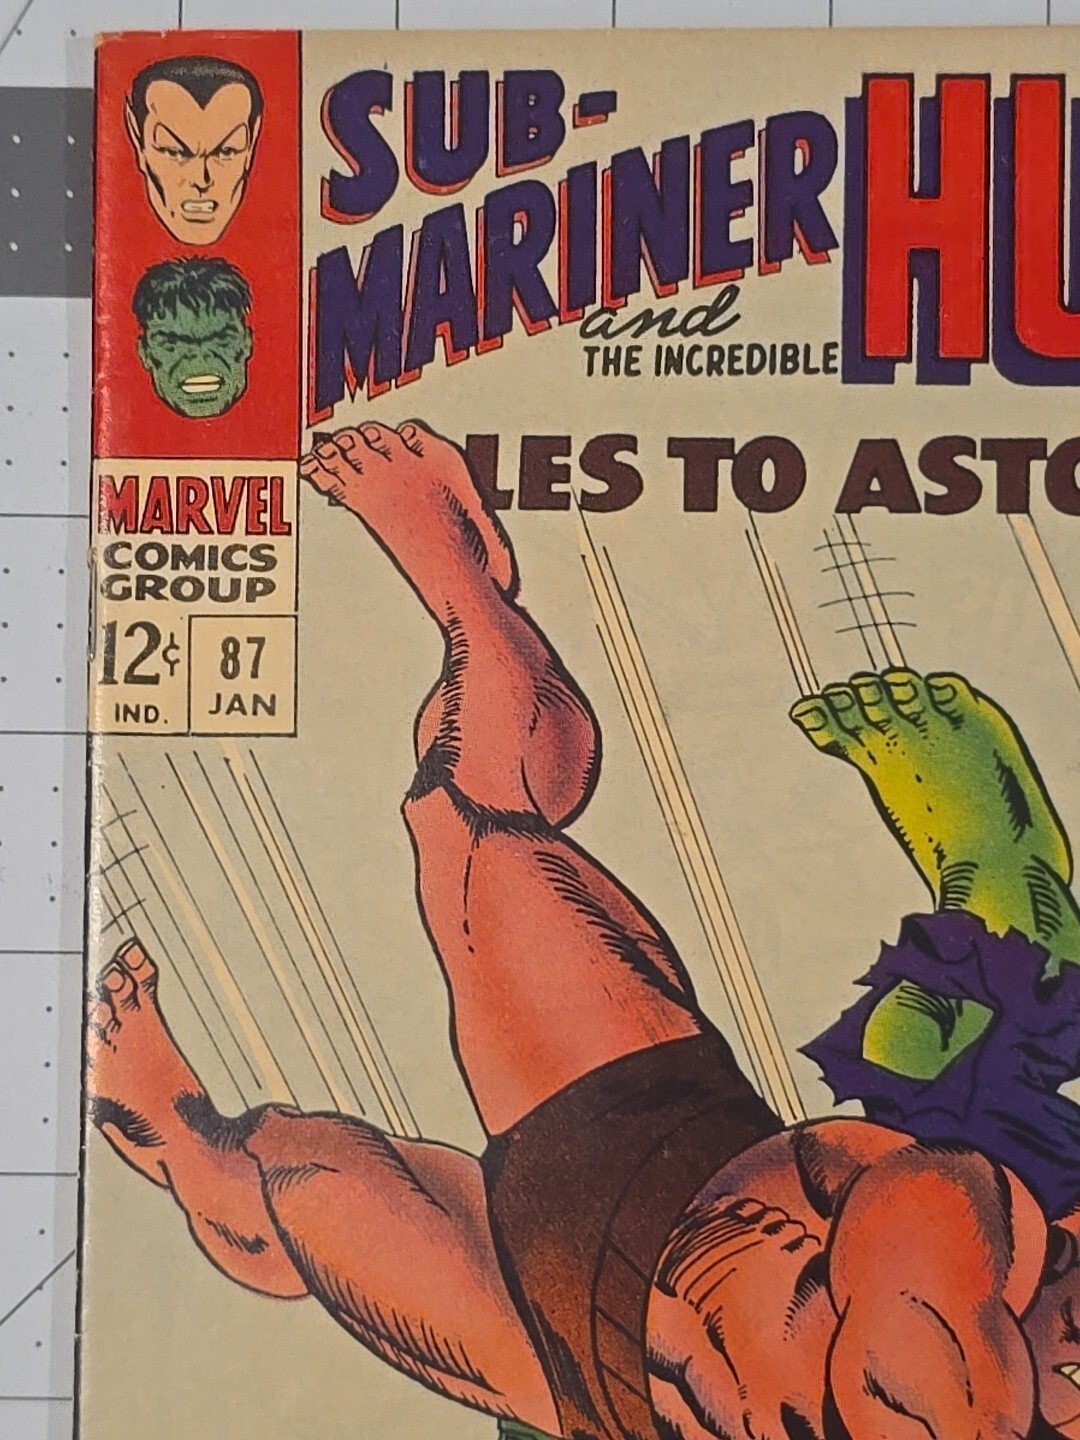 SUB-
MARINER
and
THE INCREDIBLE
HU
LES TO ASTO
MARVEL
COMICS
GROUP
12¢
IND.
87
JAN